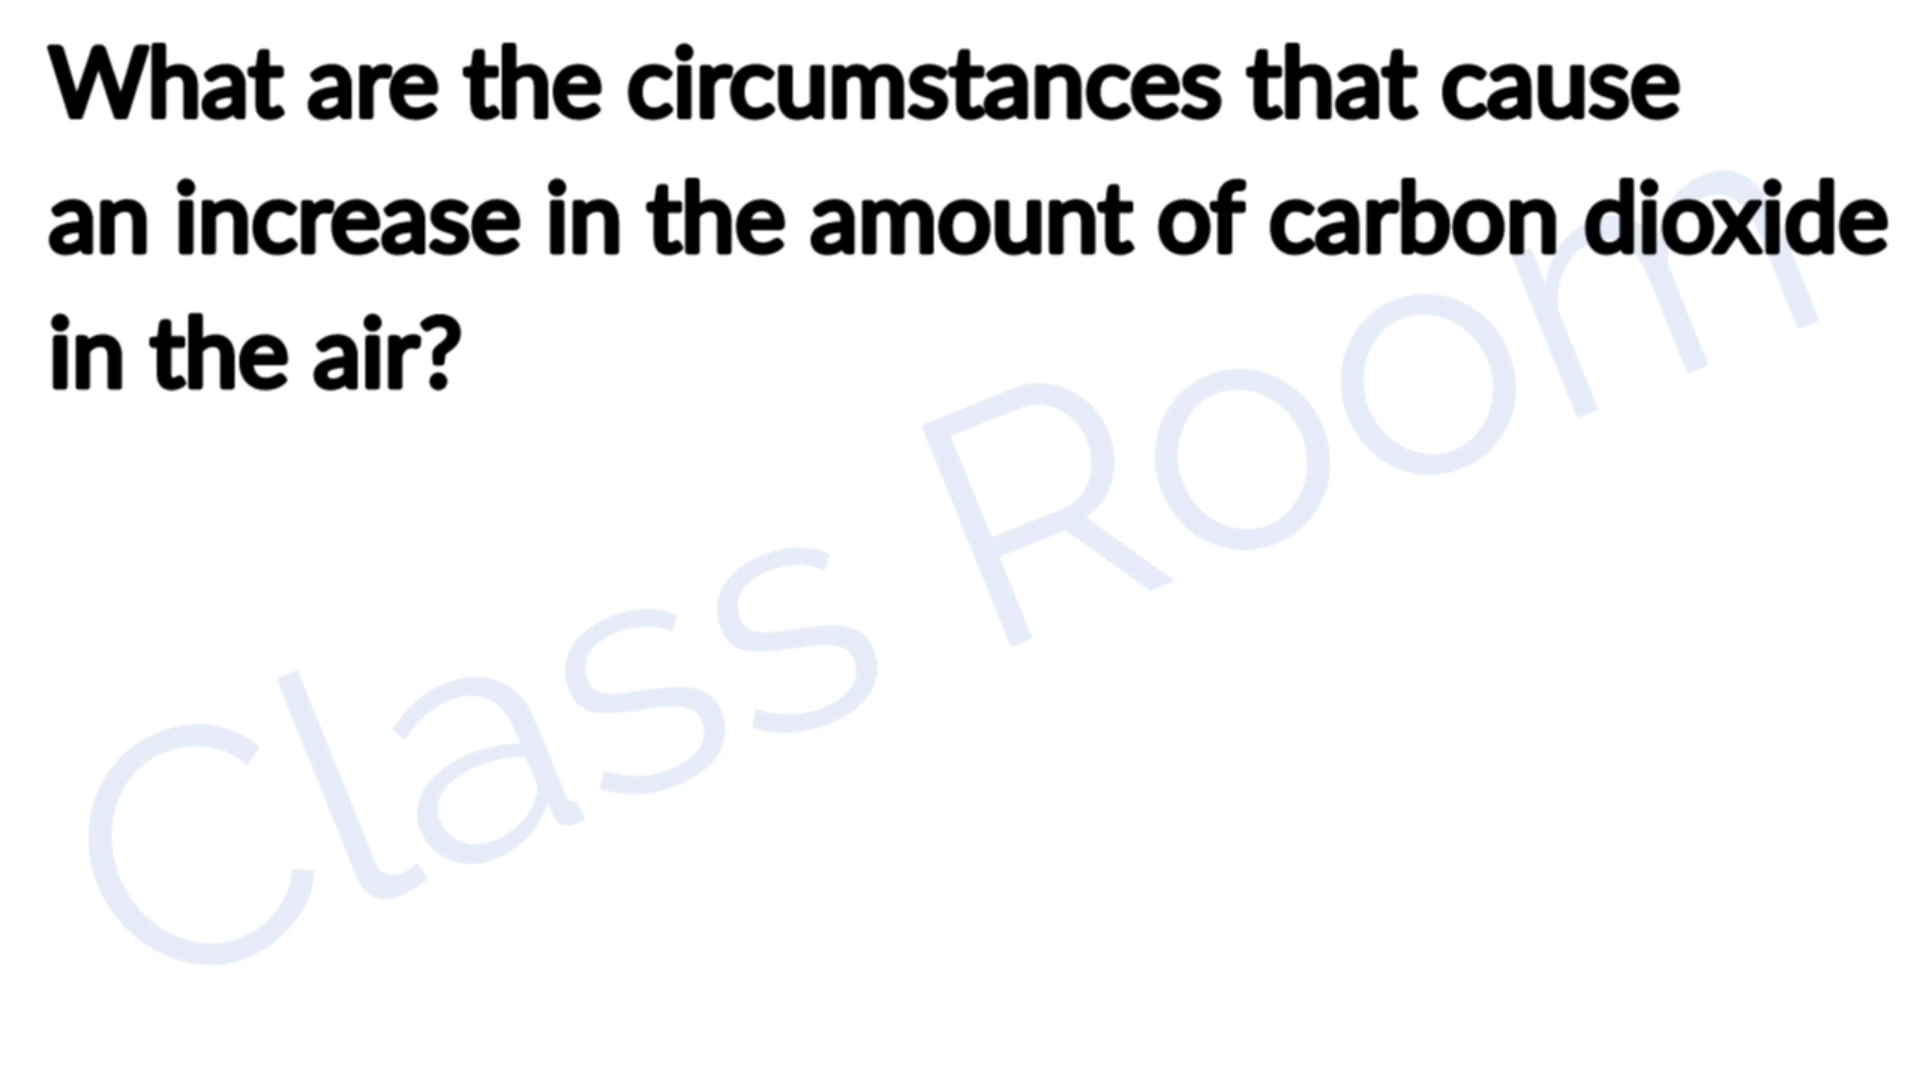 What are the circumstances that cause
an increase in the amount of carbon dioxide
in the air?
Class Room